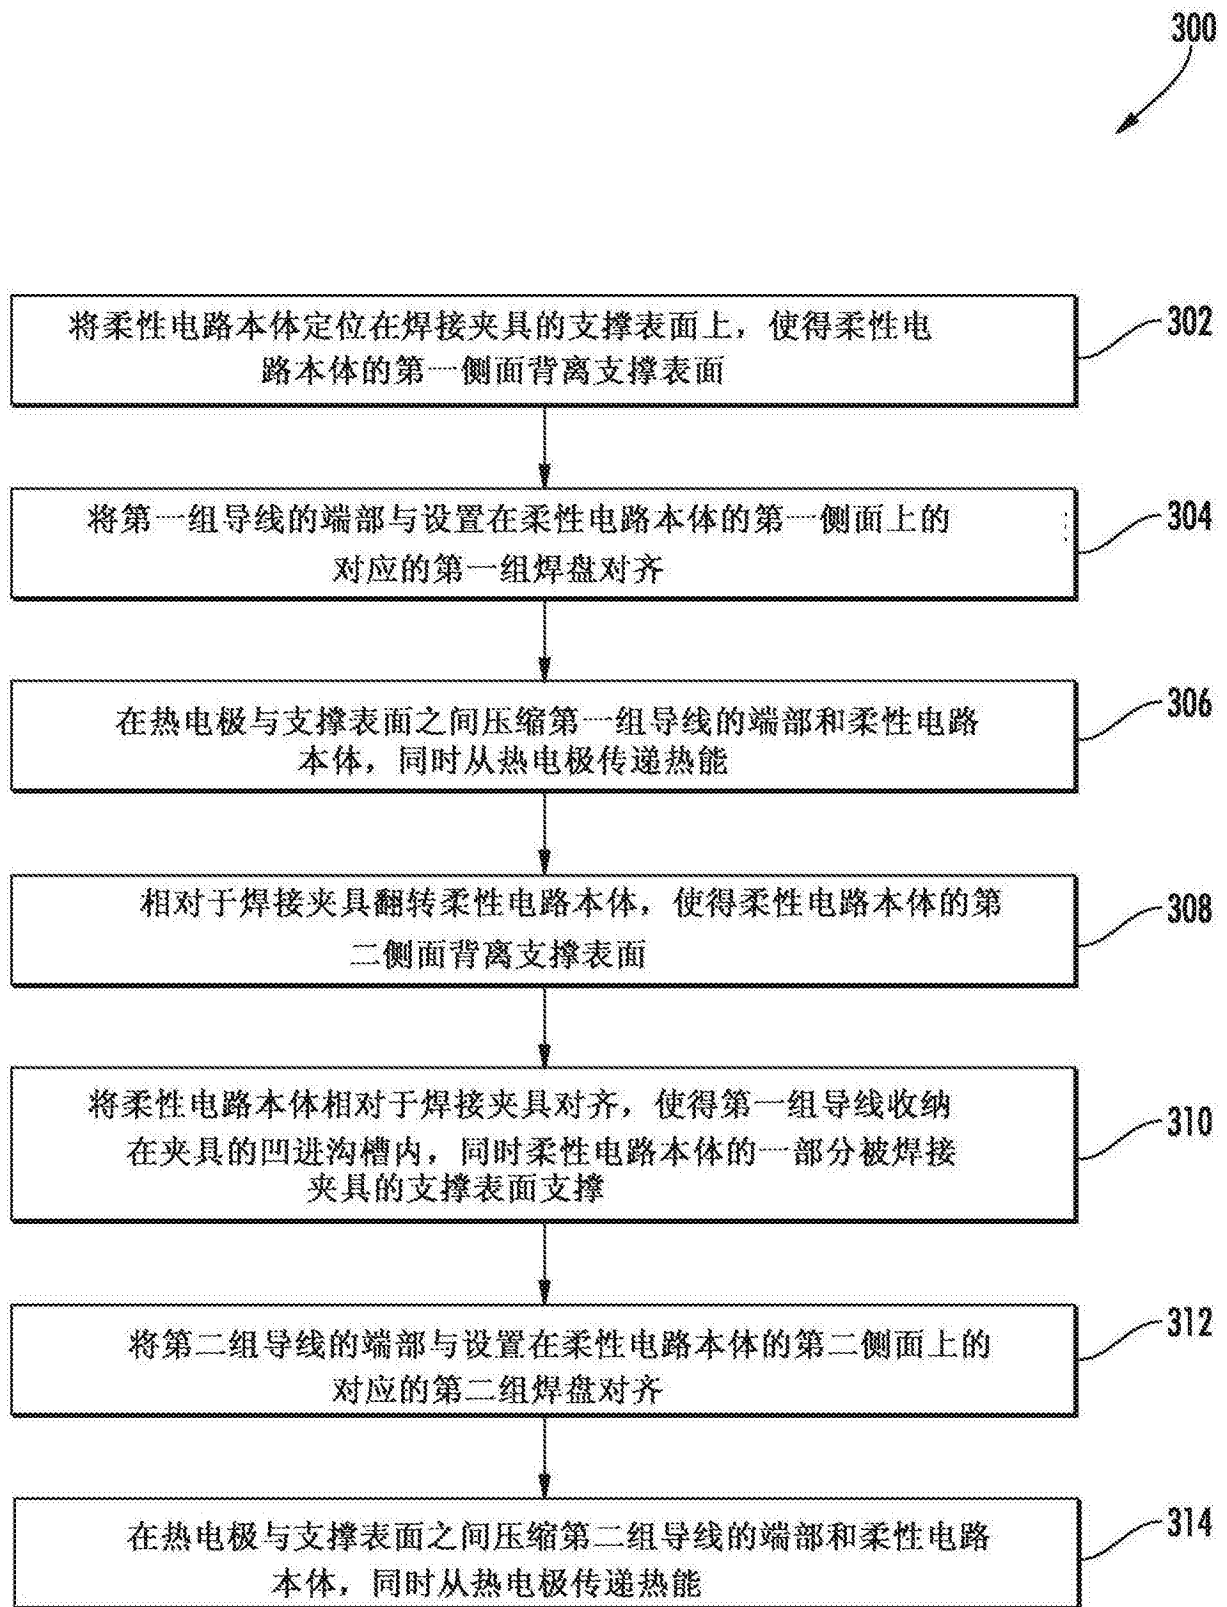 300
将柔性电路本体定位在焊接夹具的支撑表面上，使得柔性电
路本体的第一侧面背离支撑表面
302
将第一组导线的端部与设置在柔性电路本体的第一侧面上的
对应的第一组焊盘对齐
304
在热电极与支撑表面之间压缩第一组导线的端部和柔性电路
本体，同时从热电极传递热能
306
相对于焊接夹具翻转柔性电路本体，使得柔性电路本体的第
二侧面背离支撑表面
308
将柔性电路本体相对于焊接夹具对齐，使得第一组导线收纳
在夹具的凹进沟槽内，同时柔性电路本体的一部分被焊接
夹具的支撑表面支撑
310
将第二组导线的端部与设置在柔性电路本体的第二侧面上的
对应的第二组焊盘对齐
312
在热电极与支撑表面之间压缩第二组导线的端部和柔性电路
本体，同时从热电极传递热能
314